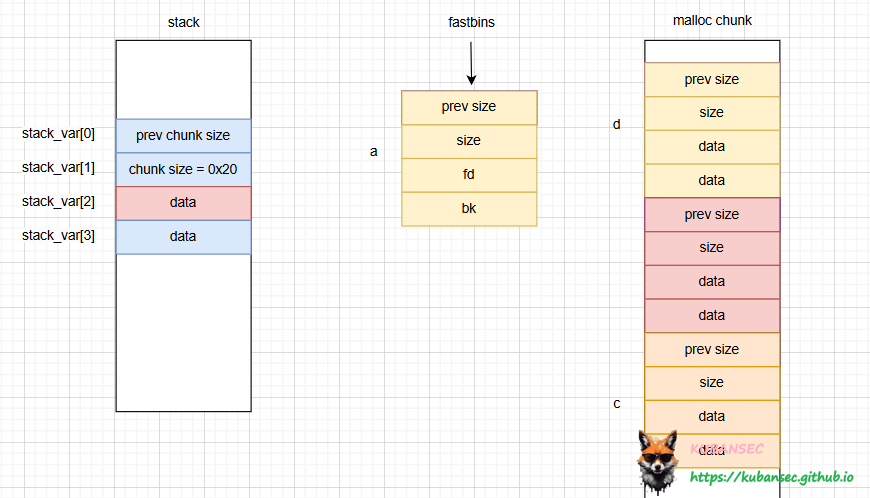 stack
stack_var[0]
prev chunk size
stack_var[1]
chunk size = 0x20
stack_var[2]
data
stack_var[3]
data
fastbins
a
prev size
size
fd
bk
malloc chunk
d
prev size
size
data
data
prev size
size
data
data
prev size
size
c
data
data
KUBANSEC
https://kubansec.github.io